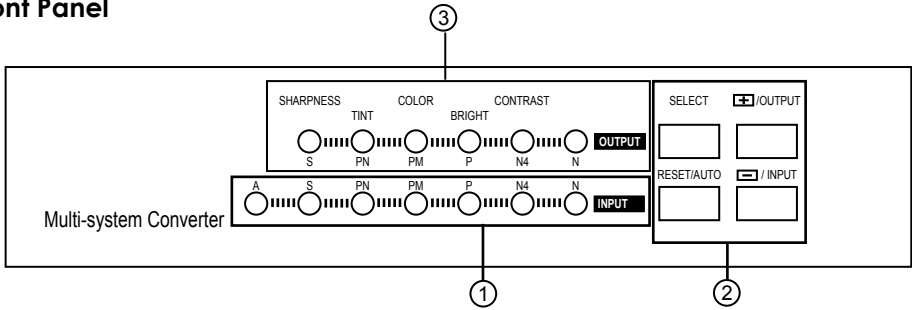 ont Panel
3
SHARPNESS COLOR CONTRAST
TINT BRIGHT
OUTPUT
S PN PM P N4 N
A S PN PM P N4 N
INPUT
Multi-system Converter
SELECT +/OUTPUT
RESET/AUTO -/ INPUT
1
2